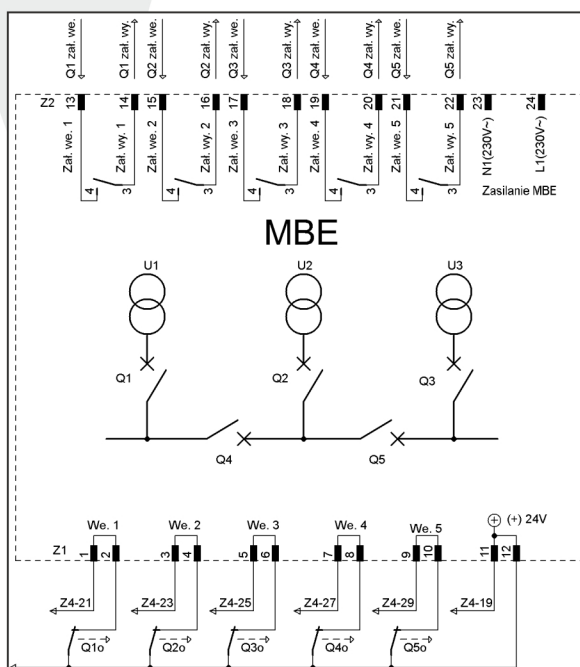 Q1 zał. we.
Q1 zał. wy.
Q2 zał. we.
Q2 zał. wy.
Q3 zał. we.
Q3 zał. wy.
Q4 zał. we.
Q4 zał. wy.
Q5 zał. we.
Q5 zał. wy.
Z2
13
14
15
16
17
18
19
20
21
22
23
24
Zał. we. 1
Zał. wy. 1
Zał. we. 2
Zał. wy. 2
Zał. we. 3
Zał. wy. 3
Zał. we. 4
Zał. wy. 4
Zał. we. 5
Zał. wy. 5
N1(230V~)
L1(230V~)
4 3 4 3 4 3 4 3 4 3
Zasilanie MBE
MBE
U1 U2 U3
Q1 Q2 Q3
Q4 Q5
We. 1 We. 2 We. 3 We. 4 We. 5 (+) 24V
Z1
1 2 3 4 5 6 7 8 9 10 11 12
Z4-21 Z4-23 Z4-25 Z4-27 Z4-29 Z4-19
Q1o Q2o Q3o Q4o Q5o